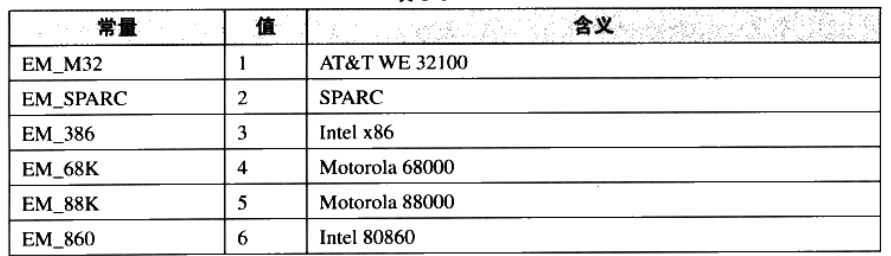 常量 值 含义
EM_M32 1 AT&T WE 32100
EM_SPARC 2 SPARC
EM_386 3 Intel x86
EM_68K 4 Motorola 68000
EM_88K 5 Motorola 88000
EM_860 6 Intel 80860